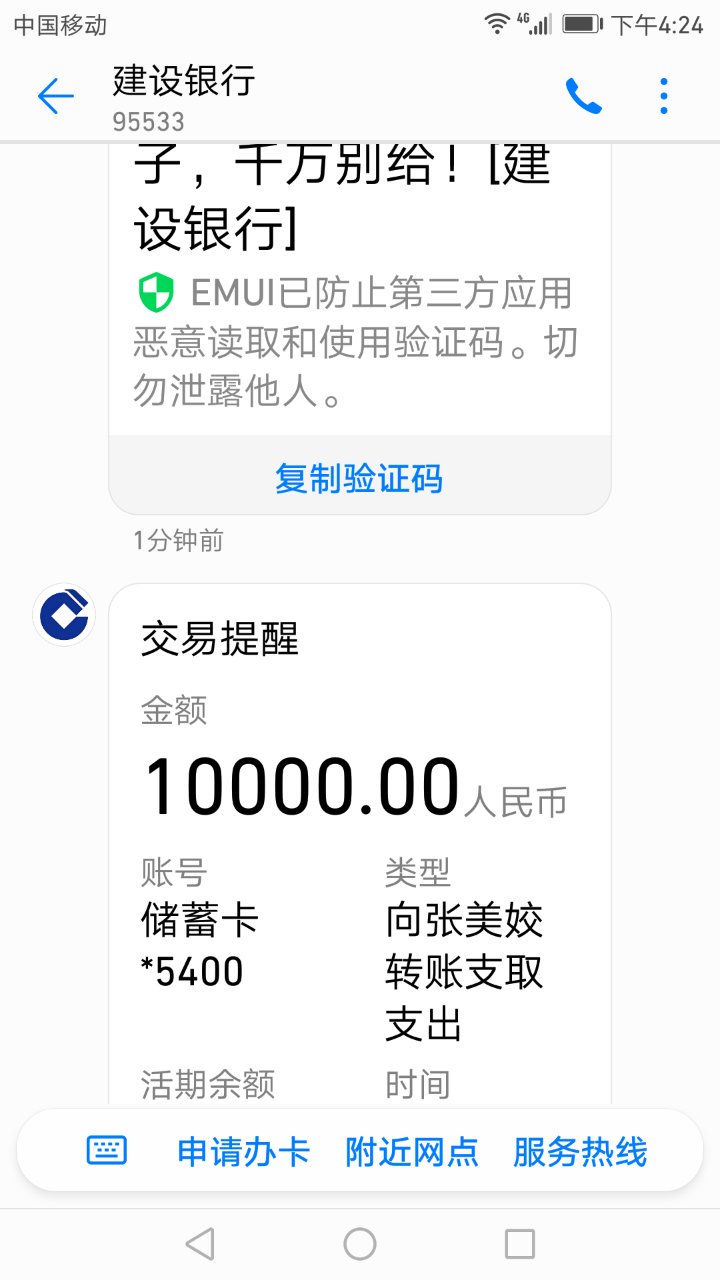 中国移动
4G 下午4:24
建设银行
95533
子，千万别给！[建
设银行]
EMUI已防止第三方应用
恶意读取和使用验证码。切
勿泄露他人。
复制验证码
1分钟前
交易提醒
金额
10000.00人民币
账号
储蓄卡
*5400
类型
向张美姣
转账支取
支出
活期余额
时间
申请办卡 附近网点 服务热线